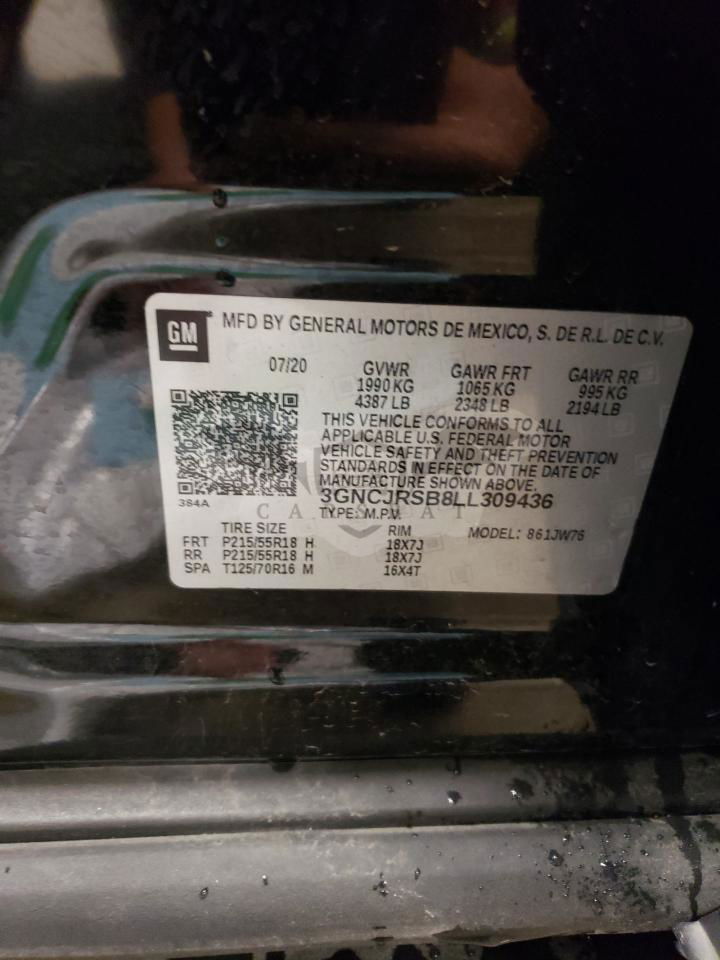 GM
MFD BY GENERAL MOTORS DE MEXICO, S. DE R.L. DE C.V.
07/20 GVWR GAWR FRT GAWR RR
1990 KG 1065 KG 995 KG
4387 LB 2348 LB 2194 LB
THIS VEHICLE CONFORMS TO ALL
APPLICABLE U.S. FEDERAL MOTOR
VEHICLE SAFETY AND THEFT PREVENTION
STANDARDS IN EFFECT ON THE DATE OF
MANUFACTURE SHOWN ABOVE.
384A
3GNCJRSB8LL309436
TYPE: M.P.V.
TIRE SIZE RIM MODEL: 861JW76
FRT P215/55R18 H 18X7J
RR P215/55R18 H 18X7J
SPA T125/70R16 M 16X4T